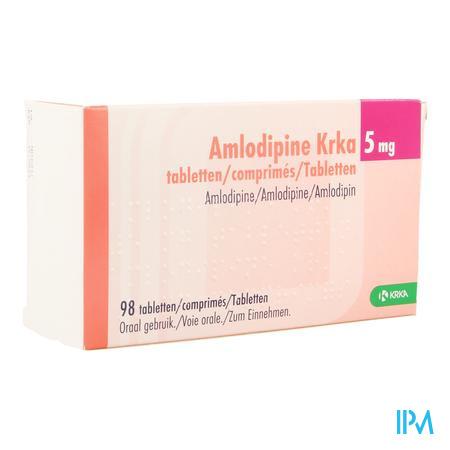 Amlodipine Krka 5 mg
tabletten/comprimés/Tabletten
Amlodipine/Amlodipine/Amlodipin
98 tabletten/comprimés/Tabletten
Oraal gebruik./Voie orale./Zum Einnehmen.
KRKA
IPM